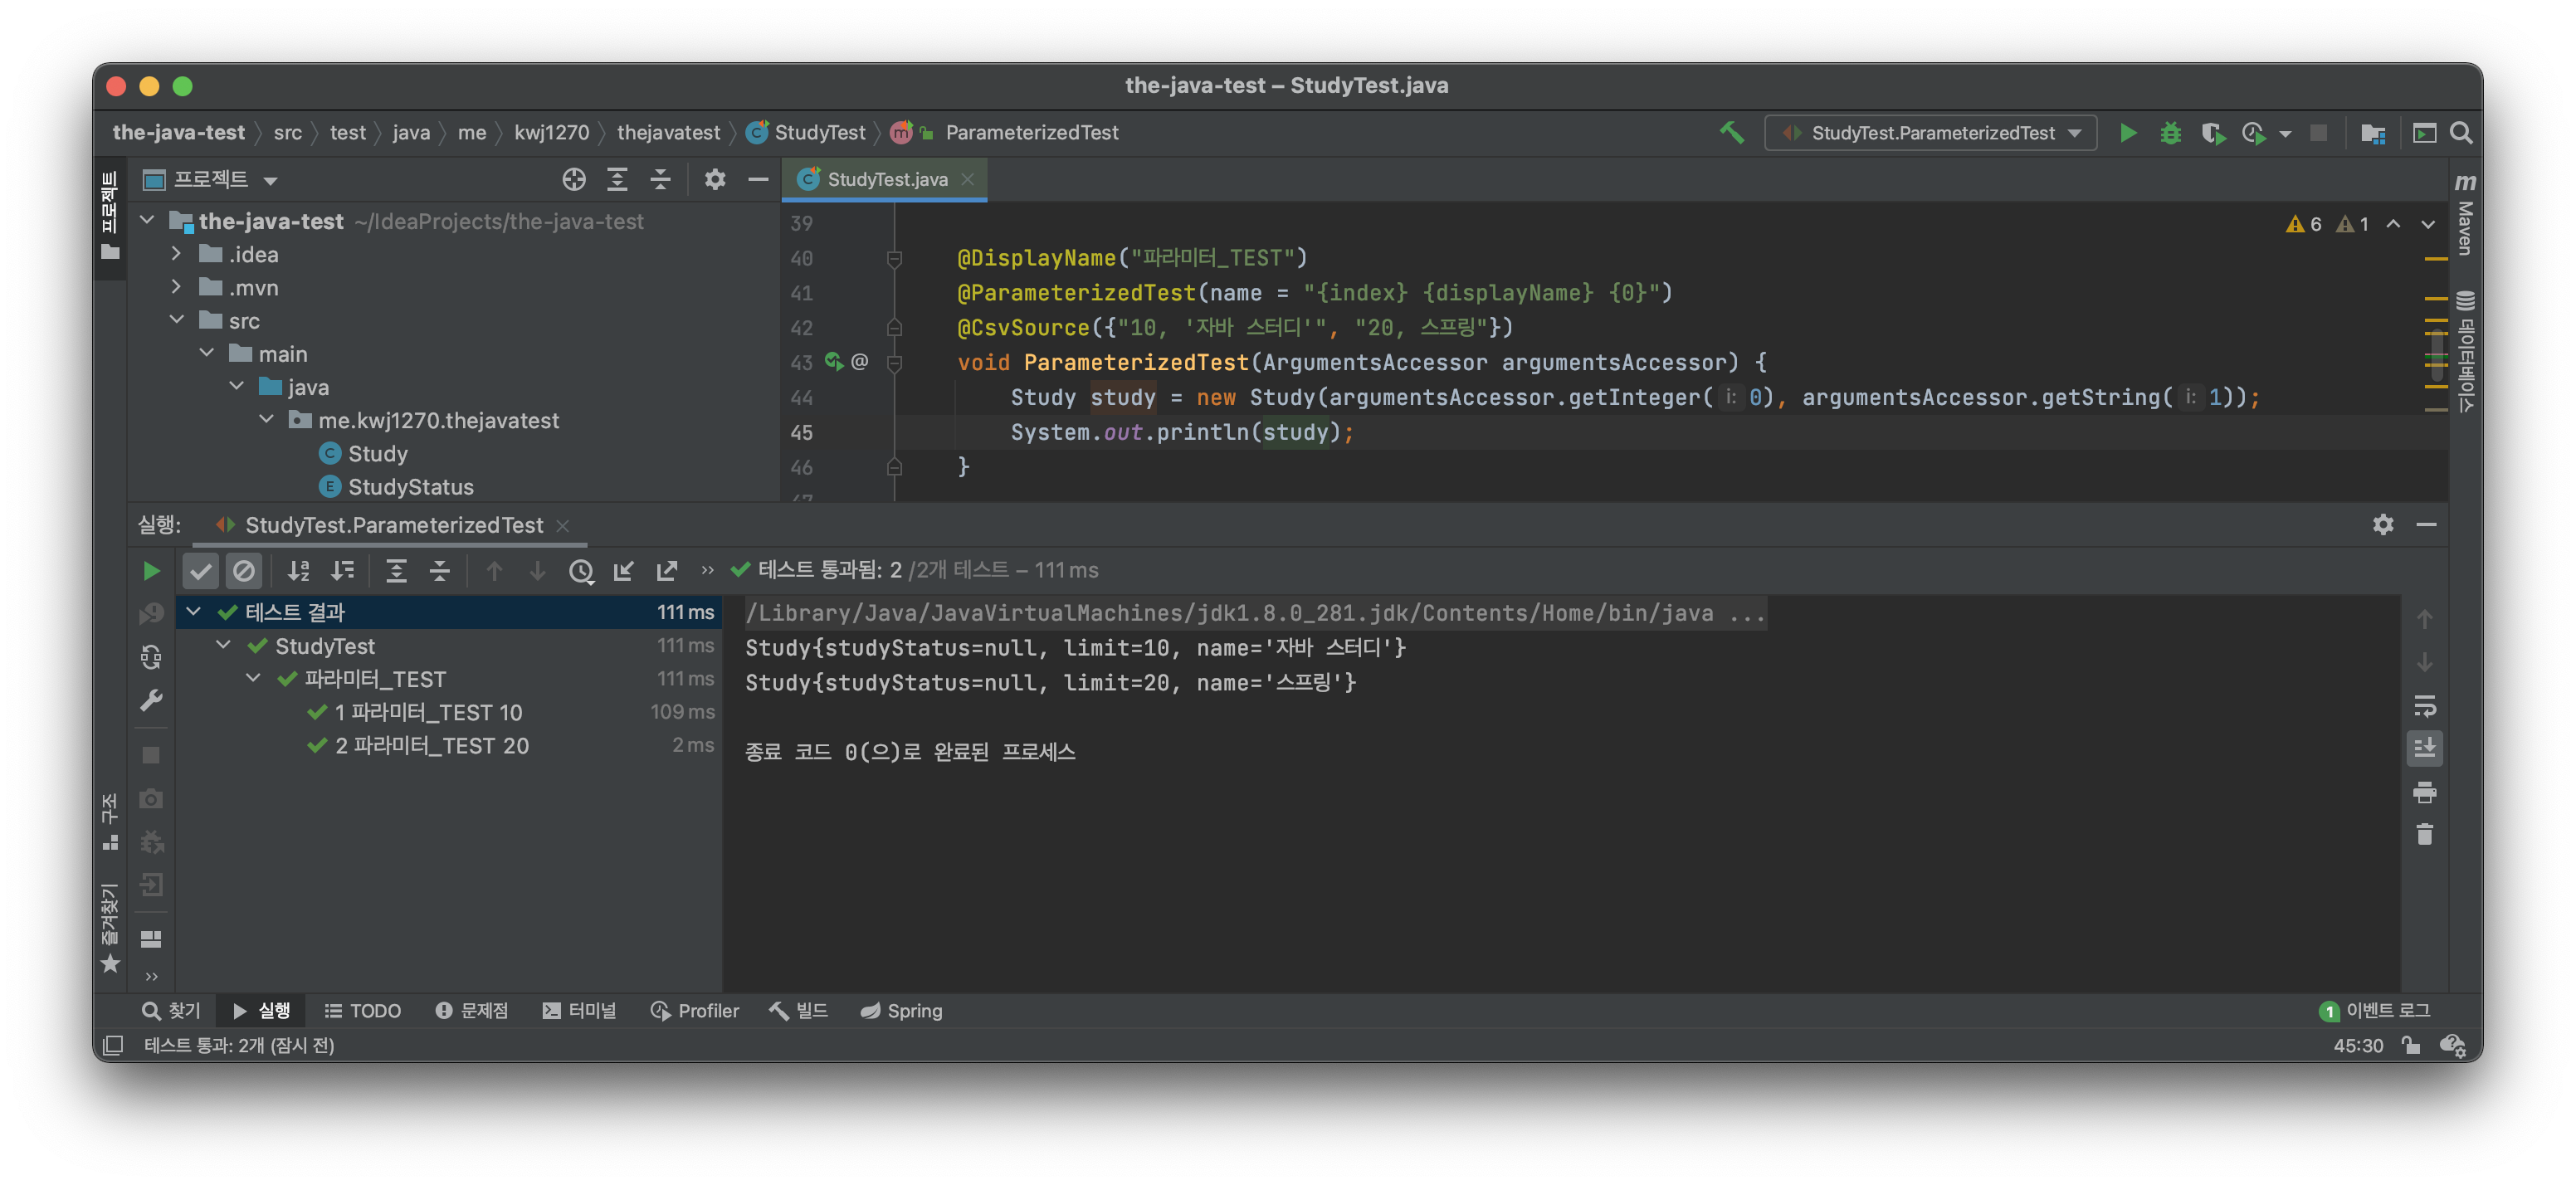 the-java-test – StudyTest.java
the-java-test src test java me kwj1270 thejavatest StudyTest ParameterizedTest
StudyTest.ParameterizedTest
프로젝트
프로젝트
StudyTest.java
the-java-test ~/IdeaProjects/the-java-test
.idea
.mvn
src
main
java
me.kwj1270.thejavatest
Study
StudyStatus
39
6 1
40 @DisplayName("파라미터_TEST")
41 @ParameterizedTest(name = "{index} {displayName} {0}")
42 @CsvSource({"10, '자바 스터디'", "20, 스프링"})
43 void ParameterizedTest(ArgumentsAccessor argumentsAccessor) {
44 Study study = new Study(argumentsAccessor.getInteger( i: 0), argumentsAccessor.getString( i: 1));
45 System.out.println(study);
46 }
47
Maven
데이터베이스
실행: StudyTest.ParameterizedTest
테스트 통과됨: 2 /2개 테스트 – 111 ms
테스트 결과 111 ms
StudyTest 111 ms
파라미터_TEST 111 ms
1 파라미터_TEST 10 109 ms
2 파라미터_TEST 20 2 ms
/Library/Java/JavaVirtualMachines/jdk1.8.0_281.jdk/Contents/Home/bin/java ...
Study{studyStatus=null, limit=10, name='자바 스터디'}
Study{studyStatus=null, limit=20, name='스프링'}
종료 코드 0(으)로 완료된 프로세스
구조
즐겨찾기
찾기 실행 TODO 문제점 터미널 Profiler 빌드 Spring 1 이벤트 로그
테스트 통과: 2개 (잠시 전) 45:30